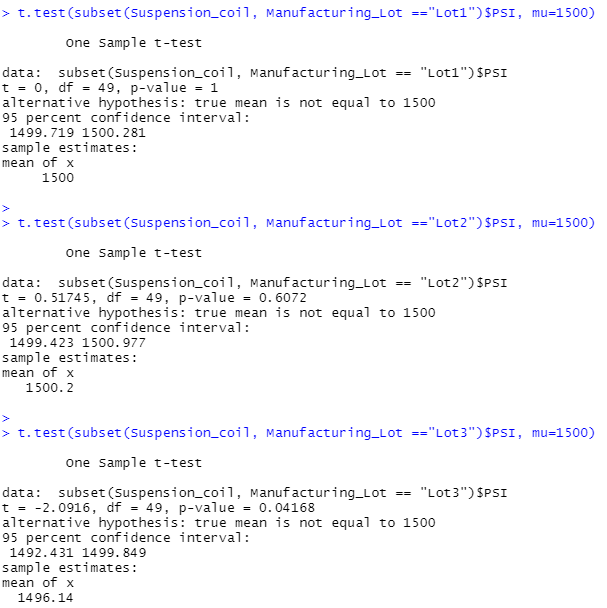 > t.test(subset(Suspension_coil, Manufacturing_Lot =="Lot1")$PSI, mu=1500)
One Sample t-test
data:  subset(Suspension_coil, Manufacturing_Lot == "Lot1")$PSI
t = 0, df = 49, p-value = 1
alternative hypothesis: true mean is not equal to 1500
95 percent confidence interval:
1499.719 1500.281
sample estimates:
mean of x
1500
>
> t.test(subset(Suspension_coil, Manufacturing_Lot =="Lot2")$PSI, mu=1500)
One Sample t-test
data:  subset(Suspension_coil, Manufacturing_Lot == "Lot2")$PSI
t = 0.51745, df = 49, p-value = 0.6072
alternative hypothesis: true mean is not equal to 1500
95 percent confidence interval:
1499.423 1500.977
sample estimates:
mean of x
1500.2
>
> t.test(subset(Suspension_coil, Manufacturing_Lot =="Lot3")$PSI, mu=1500)
One Sample t-test
data:  subset(Suspension_coil, Manufacturing_Lot == "Lot3")$PSI
t = -2.0916, df = 49, p-value = 0.04168
alternative hypothesis: true mean is not equal to 1500
95 percent confidence interval:
1492.431 1499.849
sample estimates:
mean of x
1496.14